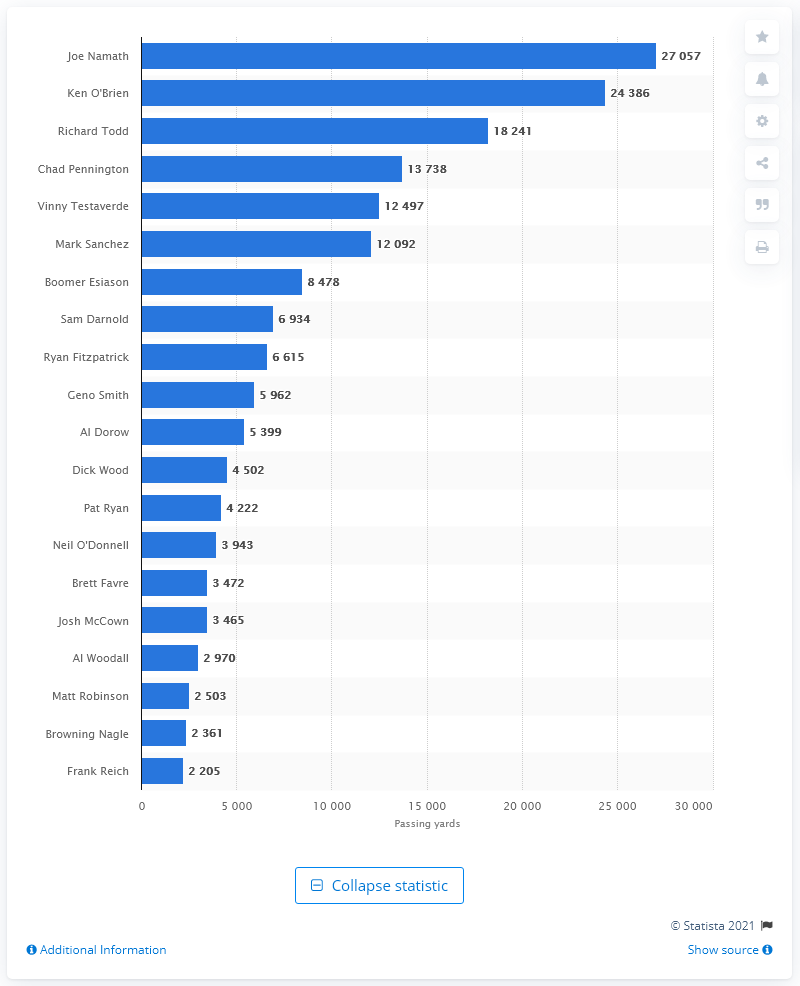 Joe Namath 27 057
Ken O'Brien 24 386
Richard Todd 18 241
Chad Pennington 13 738
Vinny Testaverde 12 497
Mark Sanchez 12 092
Boomer Esiason 8 478
Sam Darnold 6 934
Ryan Fitzpatrick 6 615
Geno Smith 5 962
Al Dorow 5 399
Dick Wood 4 502
Pat Ryan 4 222
Neil O'Donnell 3 943
Brett Favre 3 472
Josh McCown 3 465
Al Woodall 2 970
Matt Robinson 2 503
Browning Nagle 2 361
Frank Reich 2 205
0 5 000 10 000 15 000 20 000 25 000 30 000
Passing yards
Collapse statistic
© Statista 2021
Additional Information Show source